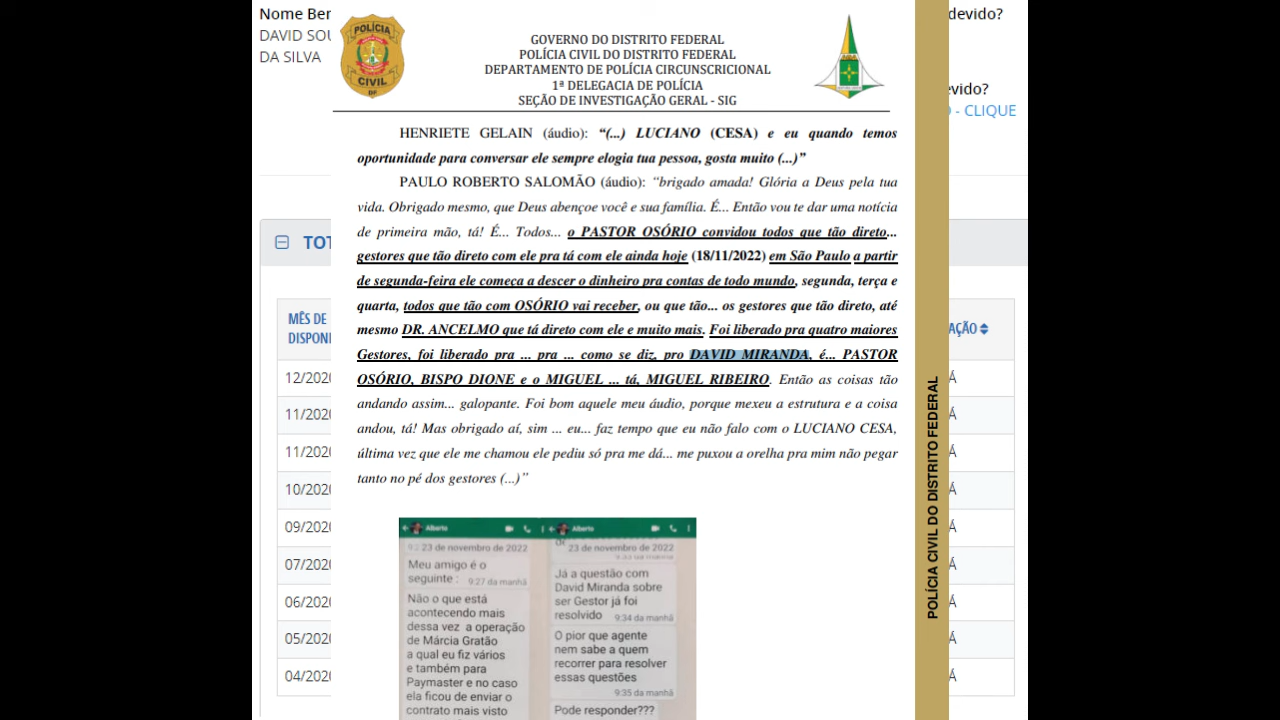 Nome Ber
DAVID SOU
DA SILVA
devido?
evido?
- CLIQUE
POLÍCIA
CIVIL
DF
GOVERNO DO DISTRITO FEDERAL
POLÍCIA CIVIL DO DISTRITO FEDERAL
DEPARTAMENTO DE POLÍCIA CIRCUNSCRICIONAL
1ª DELEGACIA DE POLÍCIA
SEÇÃO DE INVESTIGAÇÃO GERAL - SIG
HENRIETE GELAIN (áudio): “(...) LUCIANO (CESA) e eu quando temos
oportunidade para conversar ele sempre elogia tua pessoa, gosta muito (...)”
PAULO ROBERTO SALOMÃO (áudio): “brigado amada! Glória a Deus pela tua
vida. Obrigado mesmo, que Deus abençoe você e sua família. É... Então vou te dar uma notícia
de primeira mão, tá! É... Todos... o PASTOR OSÓRIO convidou todos que tão direto...
gestores que tão direto com ele pra tá com ele ainda hoje (18/11/2022) em São Paulo a partir
de segunda-feira ele começa a descer o dinheiro pra contas de todo mundo, segunda, terça e
quarta, todos que tão com OSÓRIO vai receber, ou que tão... os gestores que tão direto, até
mesmo DR. ANCELMO que tá direto com ele e muito mais. Foi liberado pra quatro maiores
Gestores, foi liberado pra ... pra ... como se diz, pro DAVID MIRANDA, é... PASTOR
OSÓRIO, BISPO DIONE e o MIGUEL ... tá, MIGUEL RIBEIRO. Então as coisas tão
andando assim... galopante. Foi bom aquele meu áudio, porque mexeu a estrutura e a coisa
andou, tá! Mas obrigado aí, sim ... eu... faz tempo que eu não falo com o LUCIANO CESA,
última vez que ele me chamou ele pediu só pra me dá... me puxou a orelha pra mim não pegar
tanto no pé dos gestores (...)”
TOT
MÊS DE
DISPONI
12/2020
11/2020
11/2020
10/2020
09/2020
07/2020
06/2020
05/2020
04/2020
AÇÃO
Á
Á
Á
Á
Á
Á
Á
Á
Á
POLÍCIA CIVIL DO DISTRITO FEDERAL
Alberto
23 de novembro de 2022
Meu amigo é o
seguinte : 9:27 da manhã
Não o que está
acontecendo mais
dessa vez a operação
de Márcia Gratão
a qual eu fiz vários
e também para
Paymaster e no caso
ela ficou de enviar o
contrato mais visto
Alberto
23 de novembro de 2022
Já a questão com
David Miranda sobre
ser Gestor já foi
resolvido 9:34 da manhã
O pior que agente
nem sabe a quem
recorrer para resolver
essas questões
9:35 da manhã
Pode responder???